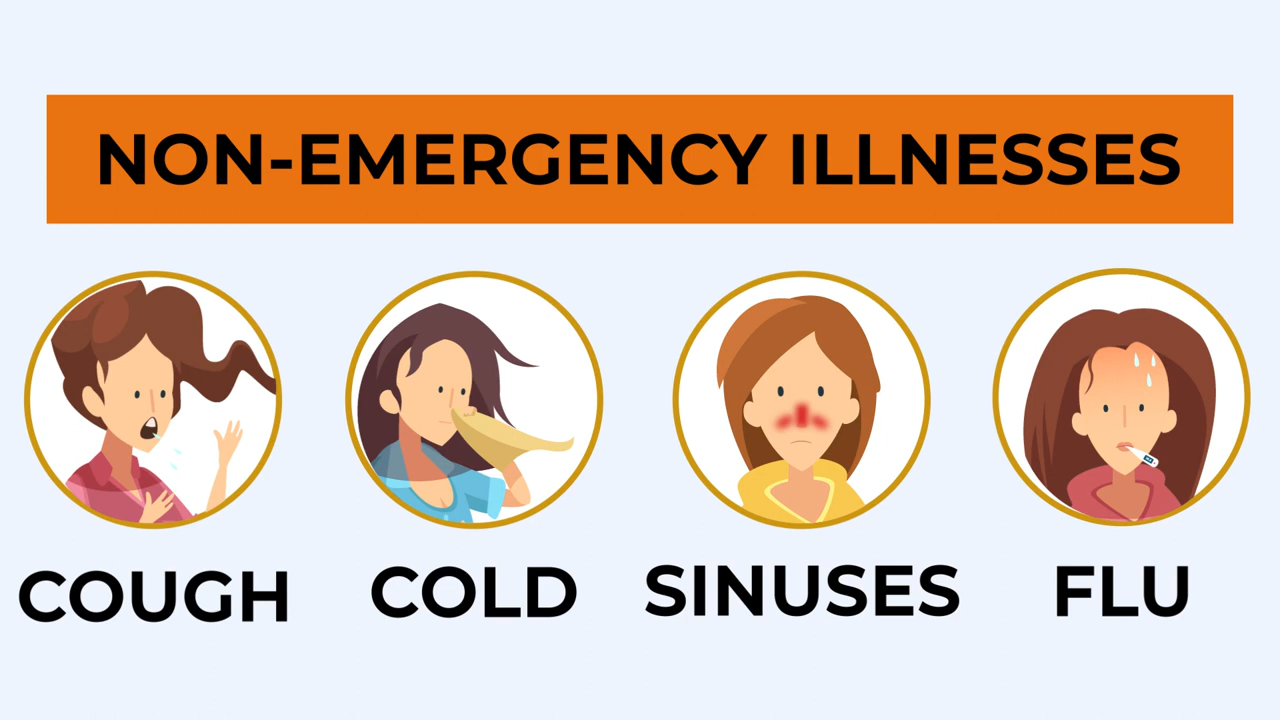 NON-EMERGENCY ILLNESSES
COUGH
COLD
SINUSES
FLU